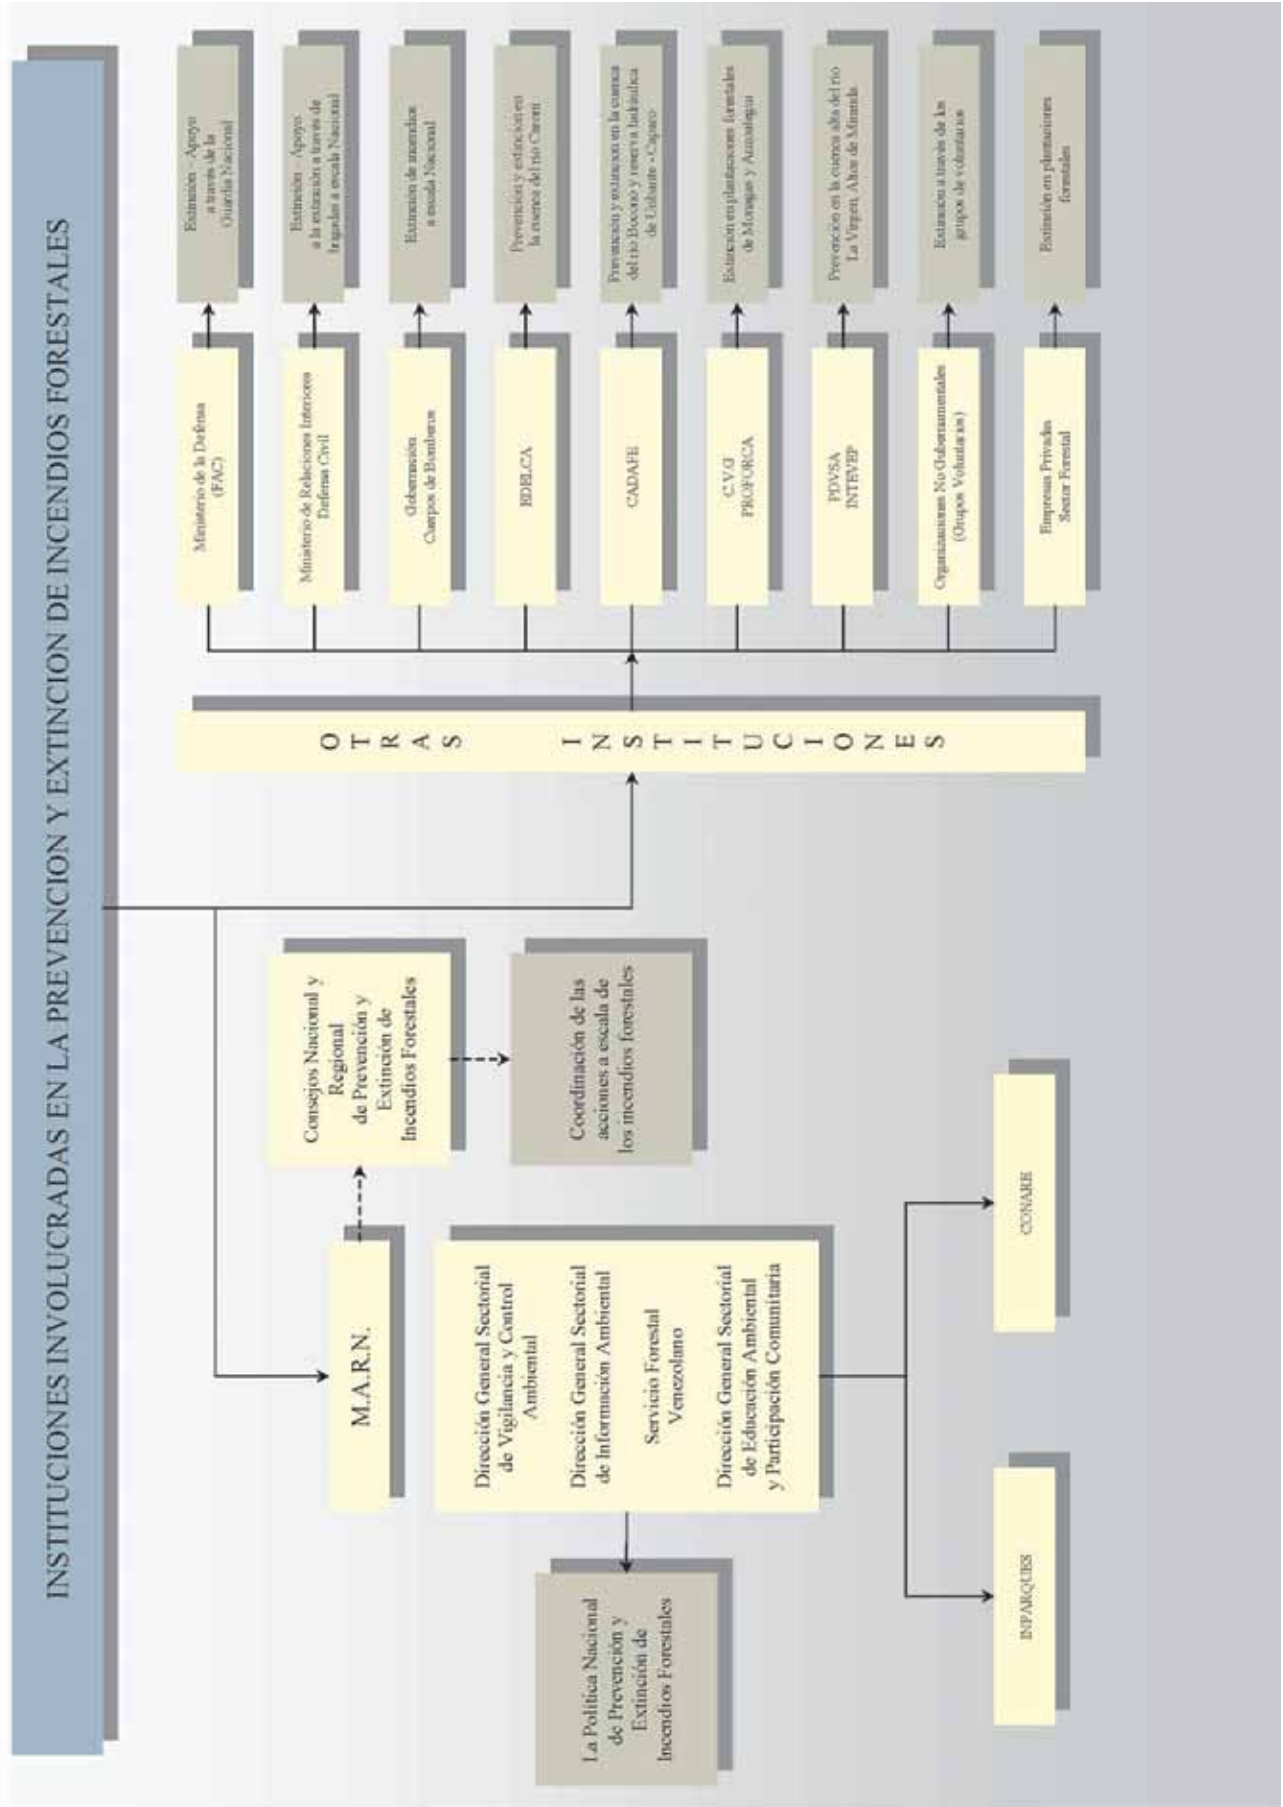 INSTITUCIONES INVOLUCRADAS EN LA PREVENCION Y EXTINCION DE INCENDIOS FORESTALES
M.A.R.N.
Consejos Nacional y
Regional
de Prevención y
Extinción de
Incendios Forestales
Coordinación de las
acciones a escala de
los incendios forestales
Dirección General Sectorial
de Vigilancia y Control
Ambiental
Dirección General Sectorial
de Información Ambiental
Servicio Forestal
Venezolano
Dirección General Sectorial
de Educación Ambiental
y Participación Comunitaria
La Política Nacional
de Prevención y
Extinción de
Incendios Forestales
INPARQUES
CONARE
OTRAS INSTITUCIONES
Ministerio de la Defensa
(FAC)
Extinción - Apoyo
a través de la
Guardia Nacional
Ministerio de Relaciones Interiores
Defensa Civil
Extinción - Apoyo
a la extinción a través de
brigadas a escala Nacional
Gobernación
Cuerpos de Bomberos
Extinción de incendios
a escala Nacional
EDELCA
Prevención y extinción en
la cuenca del río Caroní
CADAFE
Prevención y extinción en la cuenca
del río Boconó y reserva hidráulica
de Uribante - Caparo
C.V.G
PROFORCA
Extinción en plantaciones forestales
de Monagas y Anzoátegui
PDVSA
INTEVEP
Prevención en la cuenca alta del río
La Virgen, Altos de Miranda
Organizaciones No Gubernamentales
(Grupos Voluntarios)
Extinción a través de los
grupos de voluntarios
Empresas Privadas
Sector Forestal
Extinción en plantaciones
forestales